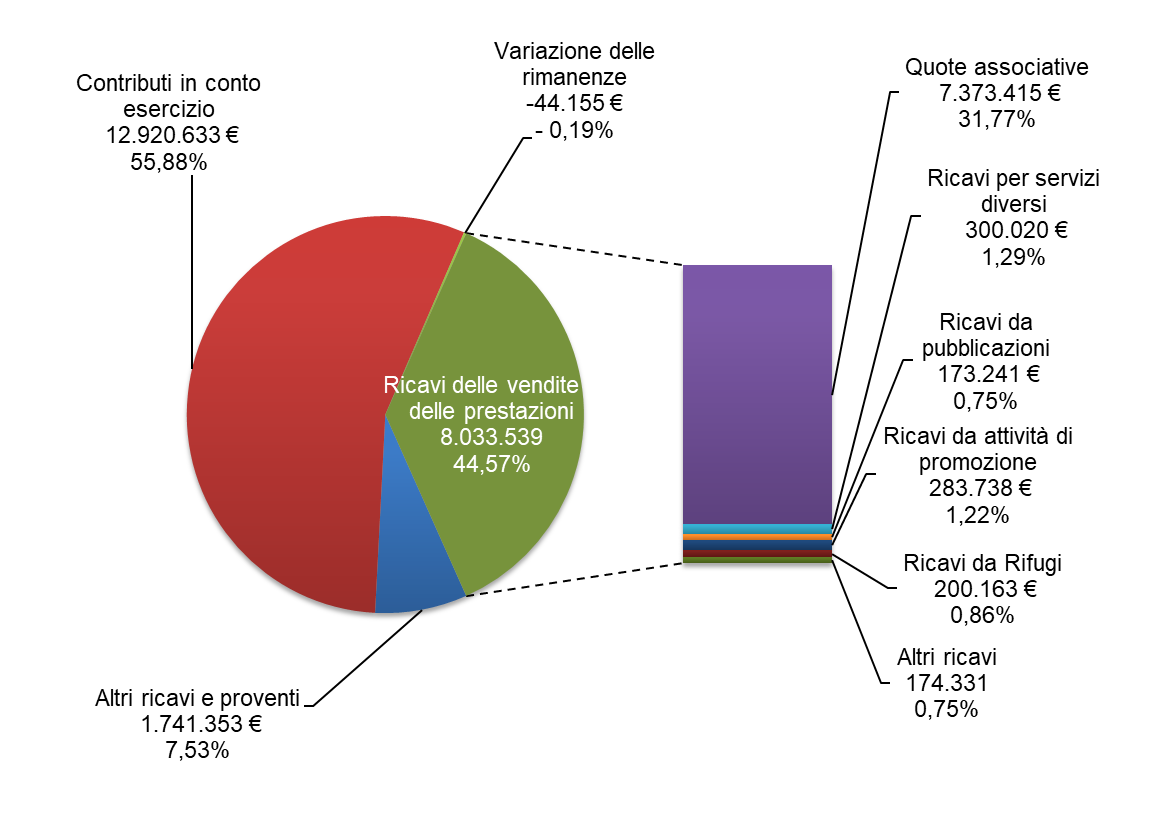 Contributi in conto
esercizio
12.920.633 €
55,88%
Variazione delle
rimanenze
-44.155 €
- 0,19%
Quote associative
7.373.415 €
31,77%
Ricavi per servizi
diversi
300.020 €
1,29%
Ricavi da
pubblicazioni
173.241 €
0,75%
Ricavi delle vendite
delle prestazioni
8.033.539
44,57%
Ricavi da attività di
promozione
283.738 €
1,22%
Ricavi da Rifugi
200.163 €
0,86%
Altri ricavi
174.331
0,75%
Altri ricavi e proventi
1.741.353 €
7,53%